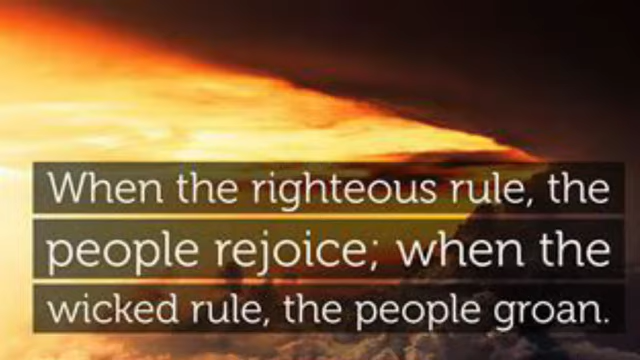 When the righteous rule, the
people rejoice; when the
wicked rule, the people groan.